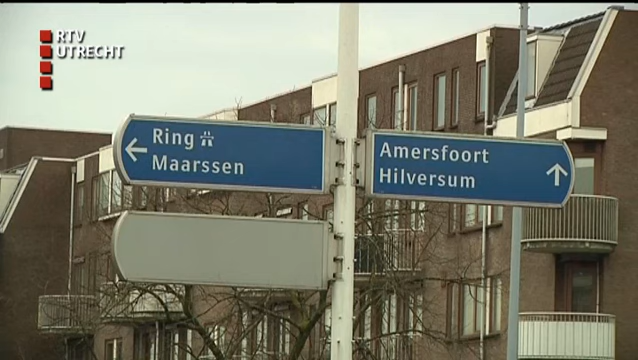 RTV
UTRECHT
Ring
Maarssen
Amersfoort
Hilversum